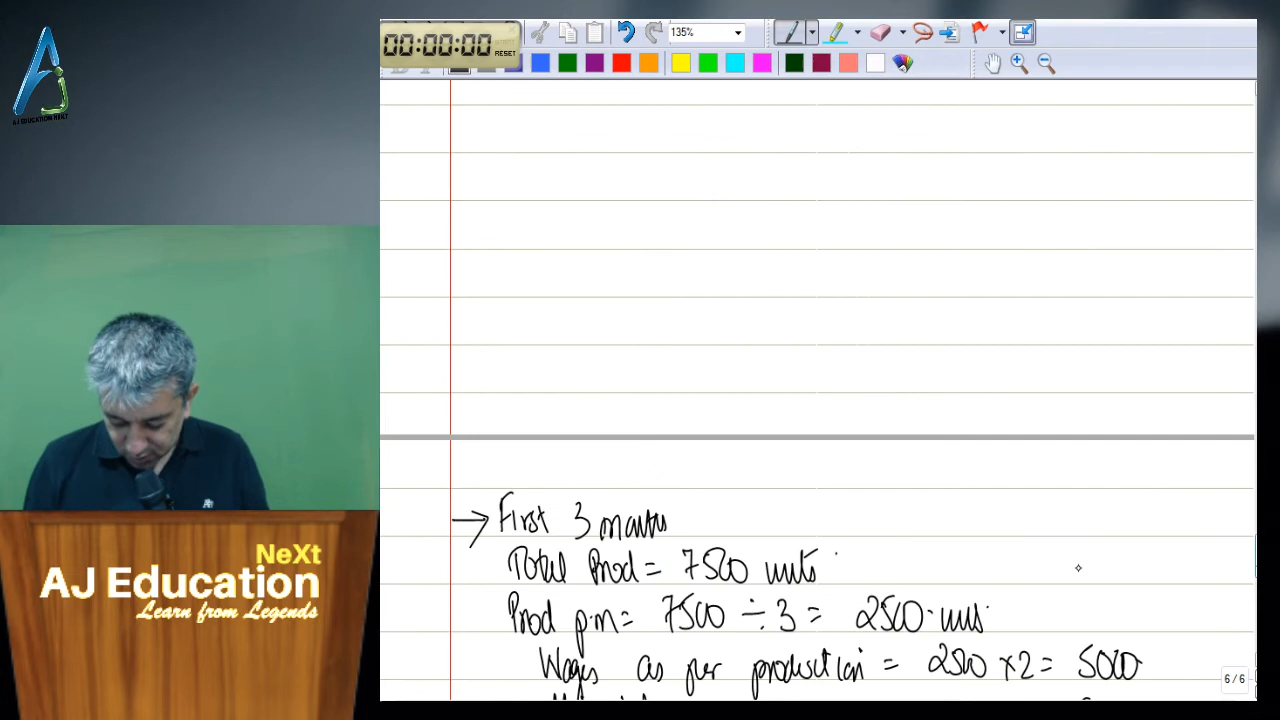 AJ EDUCATION NEXT
00:00:00
RESET
135%
→ First 3 months
Total Prod = 7500 units
Prod p.m = 7500 ÷ 3 = 2500 units
Wages as per production = 2500 × 2 = 5000
6 / 6
NeXt
AJ Education
Learn from Legends